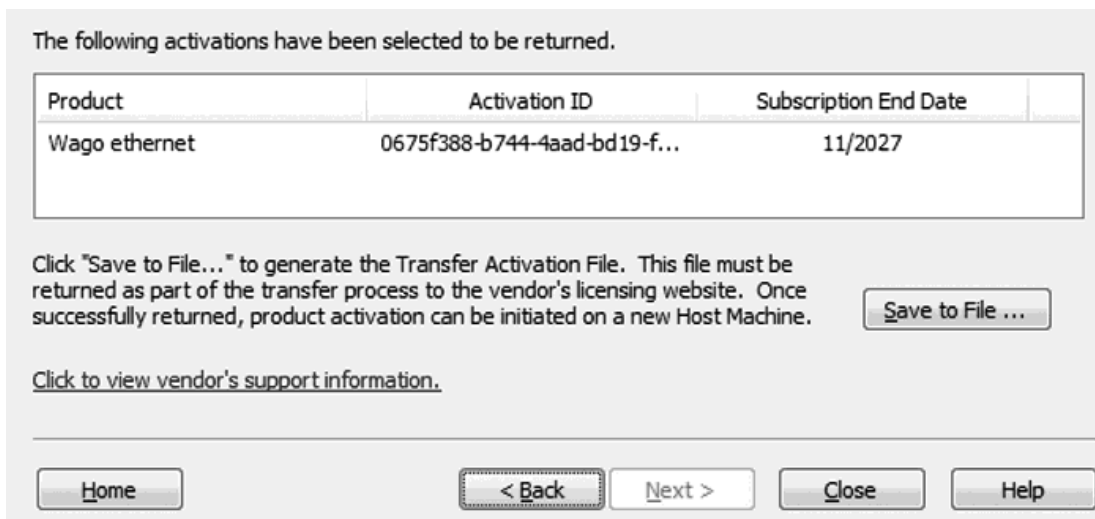 The following activations have been selected to be returned.
Product Activation ID Subscription End Date
Wago ethernet 0675f388-b744-4aad-bd19-f... 11/2027
Click "Save to File..." to generate the Transfer Activation File. This file must be
returned as part of the transfer process to the vendor's licensing website. Once
successfully returned, product activation can be initiated on a new Host Machine.
Save to File ...
Click to view vendor's support information.
Home < Back Next > Close Help